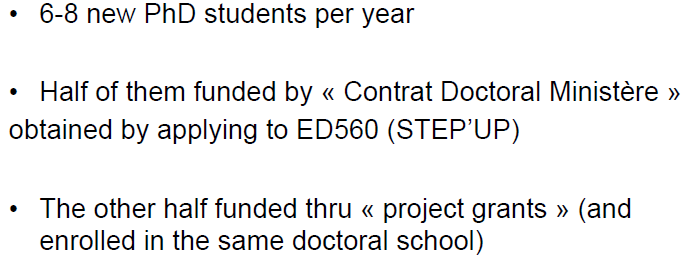 • 6-8 new PhD students per year
• Half of them funded by « Contrat Doctoral Ministère »
obtained by applying to ED560 (STEP’UP)
• The other half funded thru « project grants » (and
enrolled in the same doctoral school)